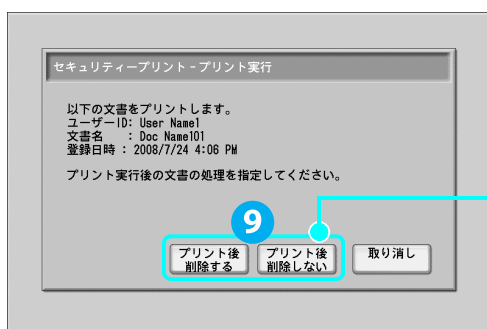 セキュリティープリント - プリント実行
以下の文書をプリントします。
ユーザーID: User Name1
文書名　: Doc Name101
登録日時 : 2008/7/24 4:06 PM
プリント実行後の文書の処理を指定してください。
9
プリント後
削除する
プリント後
削除しない
取り消し